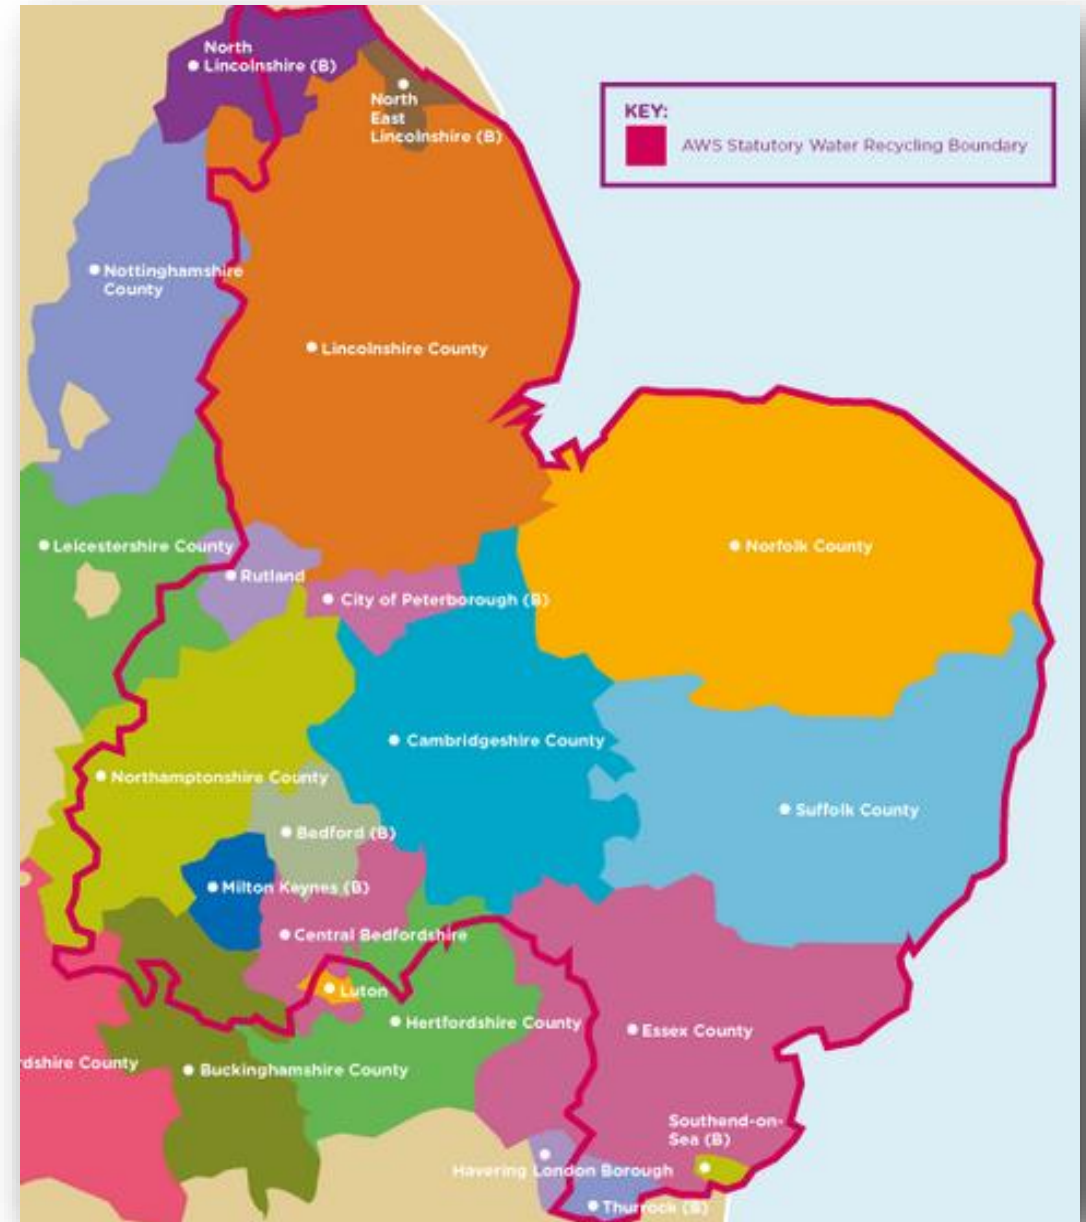 North
Lincolnshire (B)
North
East
Lincolnshire (B)
KEY:
AWS Statutory Water Recycling Boundary
Nottinghamshire
County
Lincolnshire County
Leicestershire County
Rutland
City of Peterborough (B)
Norfolk County
Cambridgeshire County
Northamptonshire County
Suffolk County
Bedford (B)
Milton Keynes (B)
Central Bedfordshire
Luton
Hertfordshire County
Essex County
rdshire County
Buckinghamshire County
Southend-on-
Sea (B)
Havering London Borough
Thurrock (B)